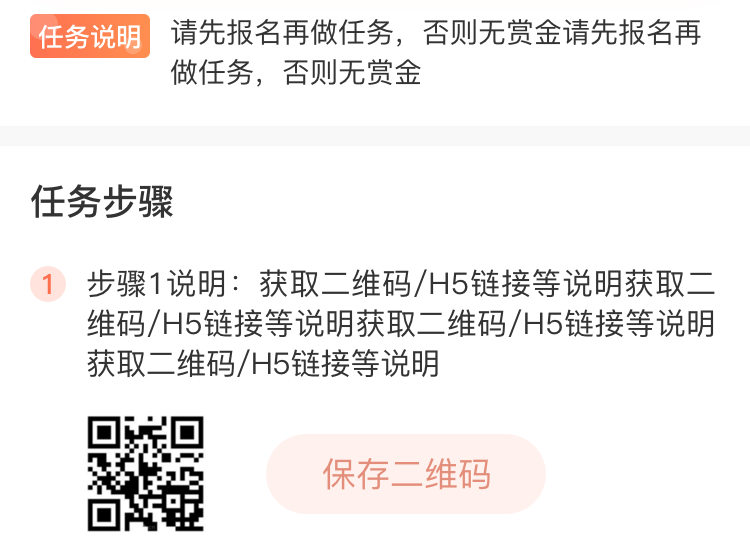 任务说明
请先报名再做任务，否则无赏金请先报名再
做任务，否则无赏金
任务步骤
1
步骤1说明：获取二维码/H5链接等说明获取二
维码/H5链接等说明获取二维码/H5链接等说明
获取二维码/H5链接等说明
保存二维码